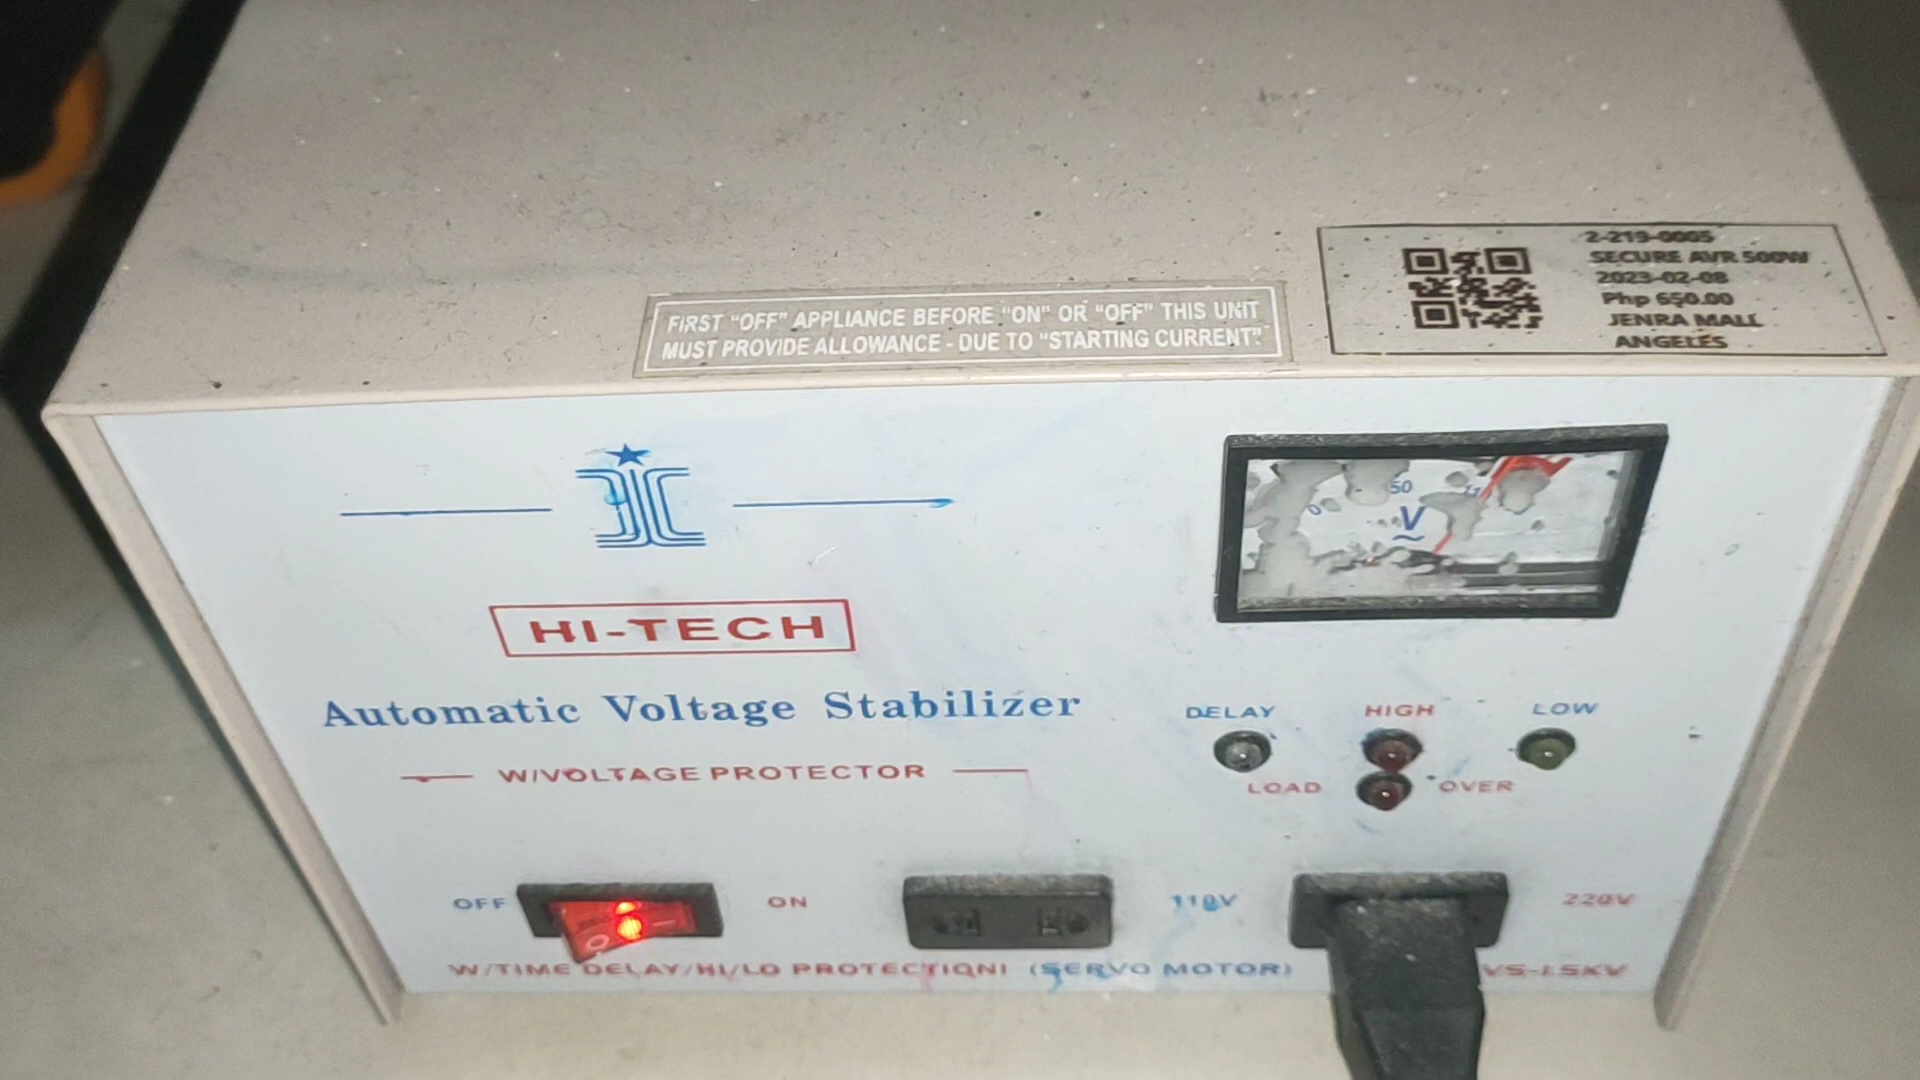 2-219-0005
SECURE AVR 500W
2023-02-08
Php 650.00
JENRA MALL
ANGELES
FIRST "OFF" APPLIANCE BEFORE "ON" OR "OFF" THIS UNIT
MUST PROVIDE ALLOWANCE - DUE TO "STARTING CURRENT".
0 50 11
V
HI-TECH
Automatic Voltage Stabilizer
W/VOLTAGE PROTECTOR
DELAY HIGH LOW
LOAD OVER
OFF ON 110V 220V
W/TIME DELAY/HI/LO PROTECTIONI (SERVO MOTOR)